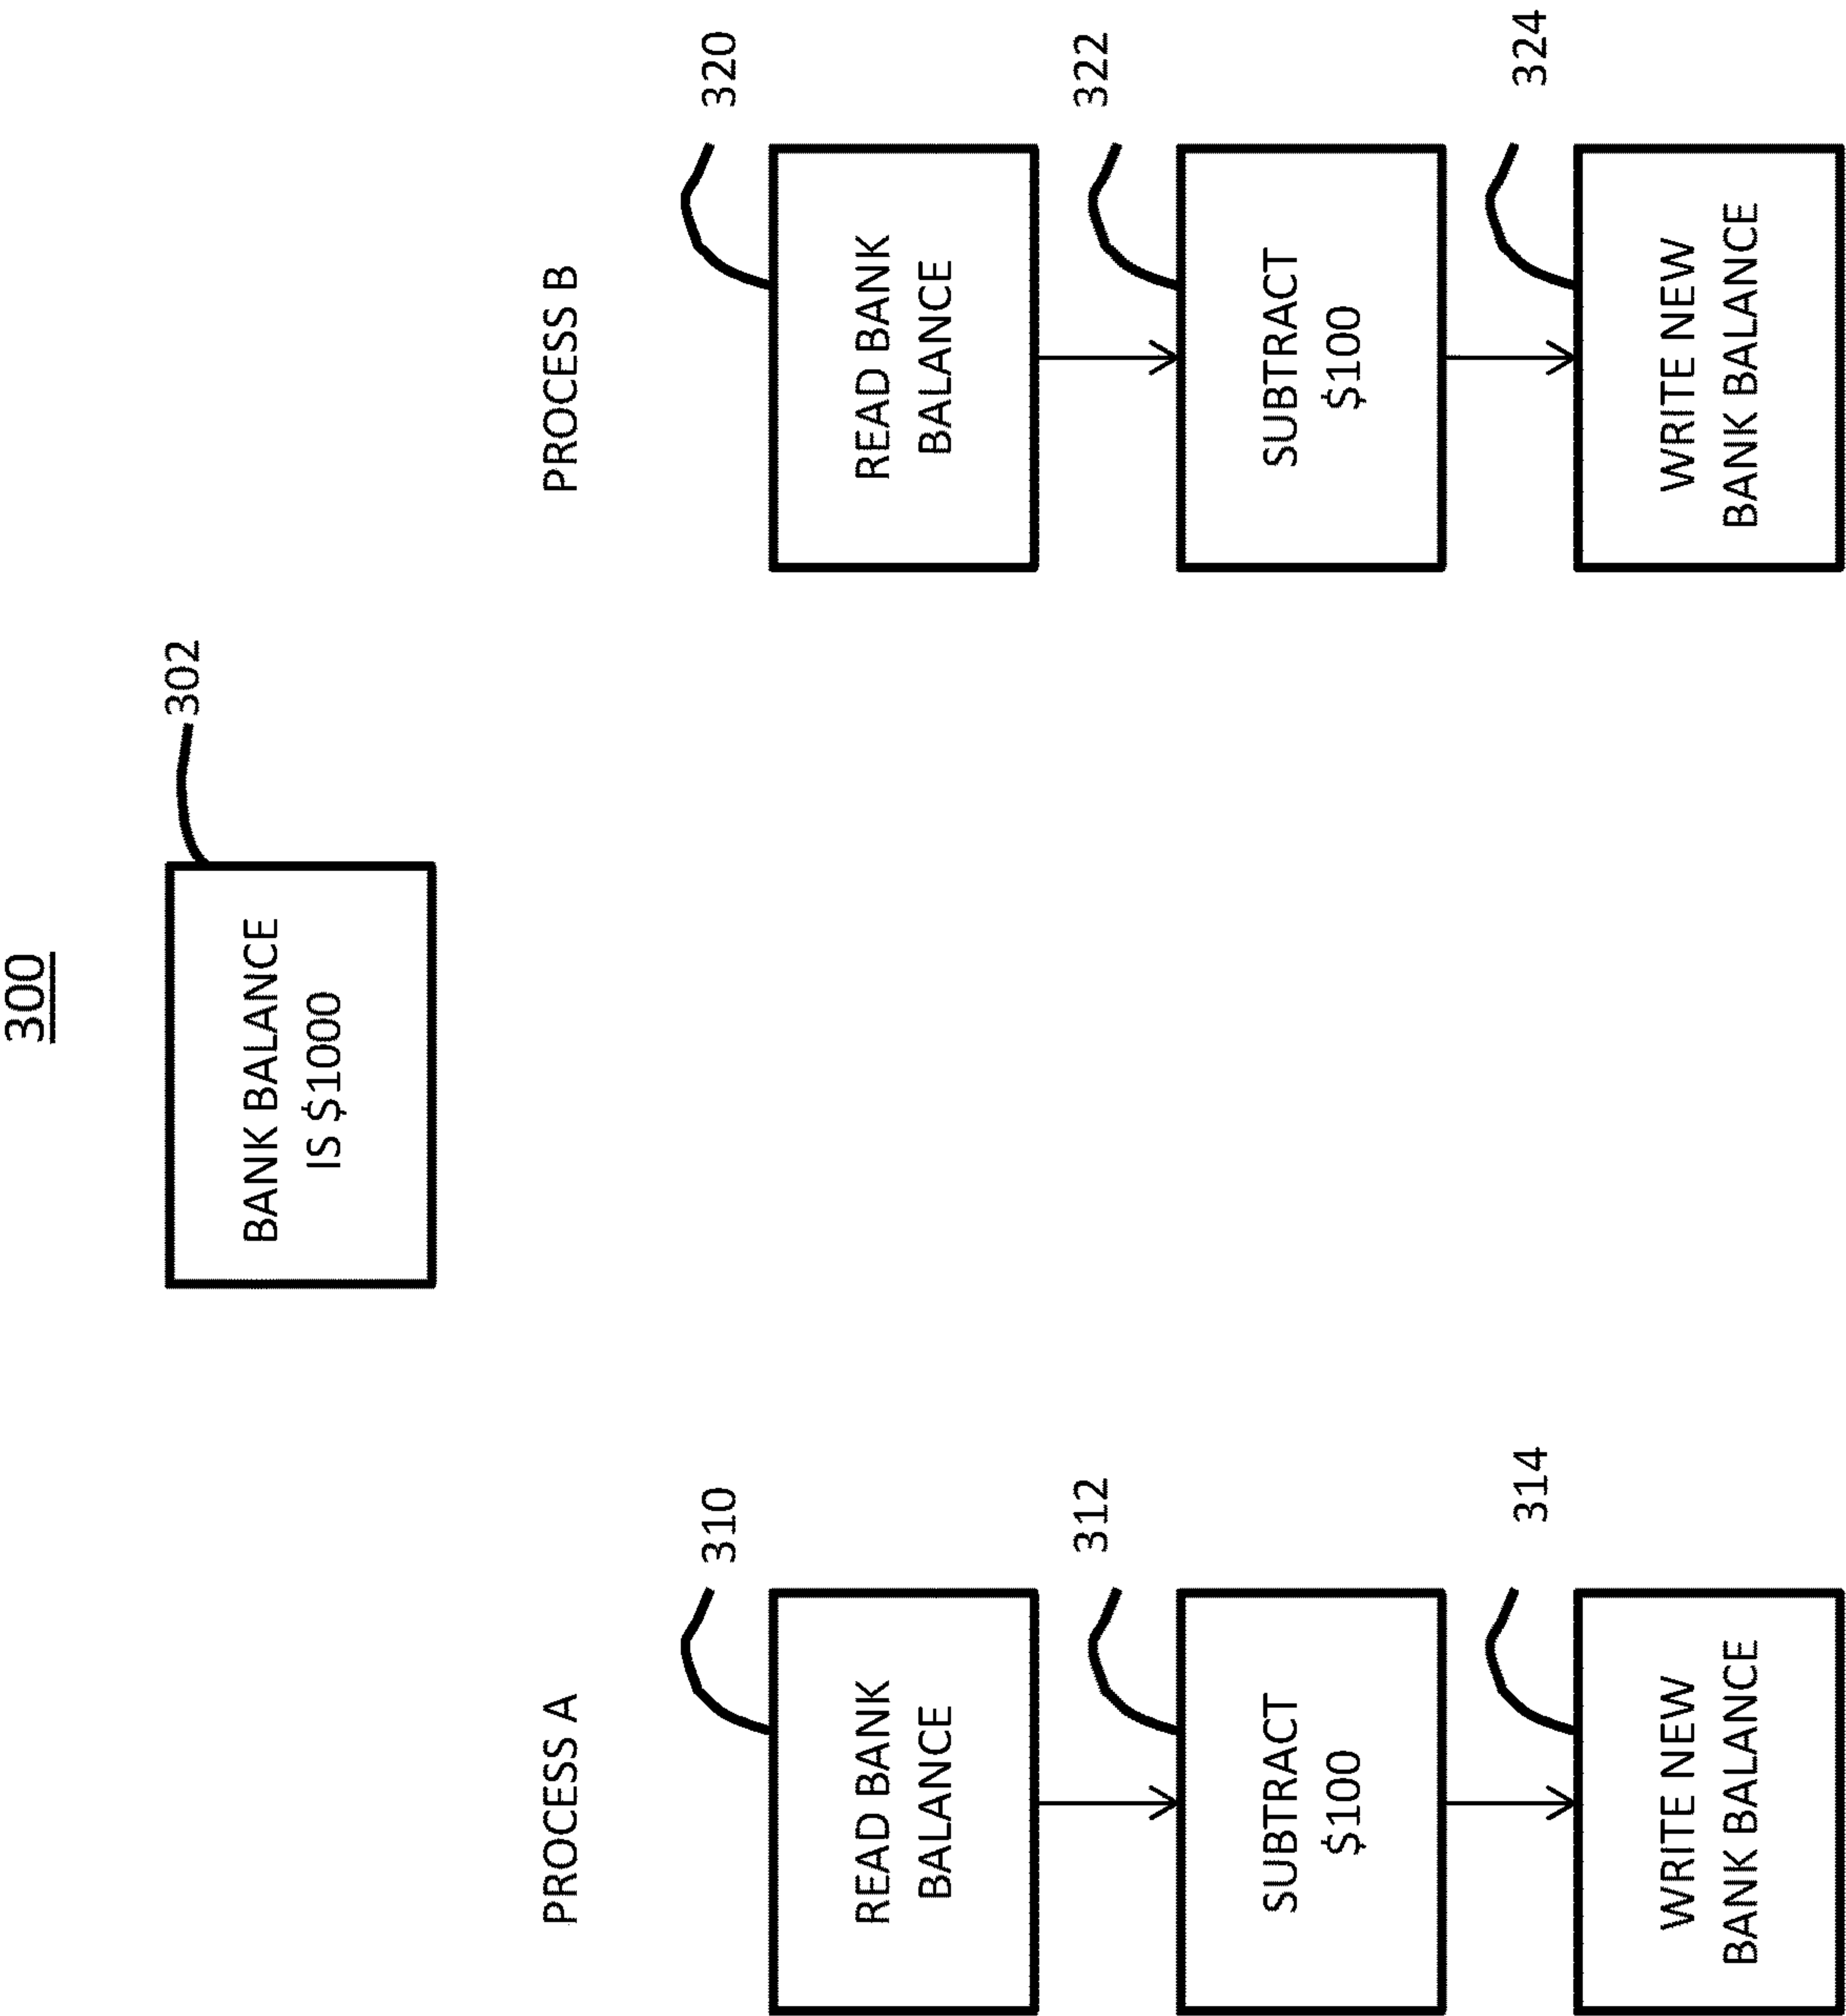 300
302
BANK BALANCE
IS $1000
PROCESS A
310
READ BANK
BALANCE
312
SUBTRACT
$100
314
WRITE NEW
BANK BALANCE
PROCESS B
320
READ BANK
BALANCE
322
SUBTRACT
$100
324
WRITE NEW
BANK BALANCE